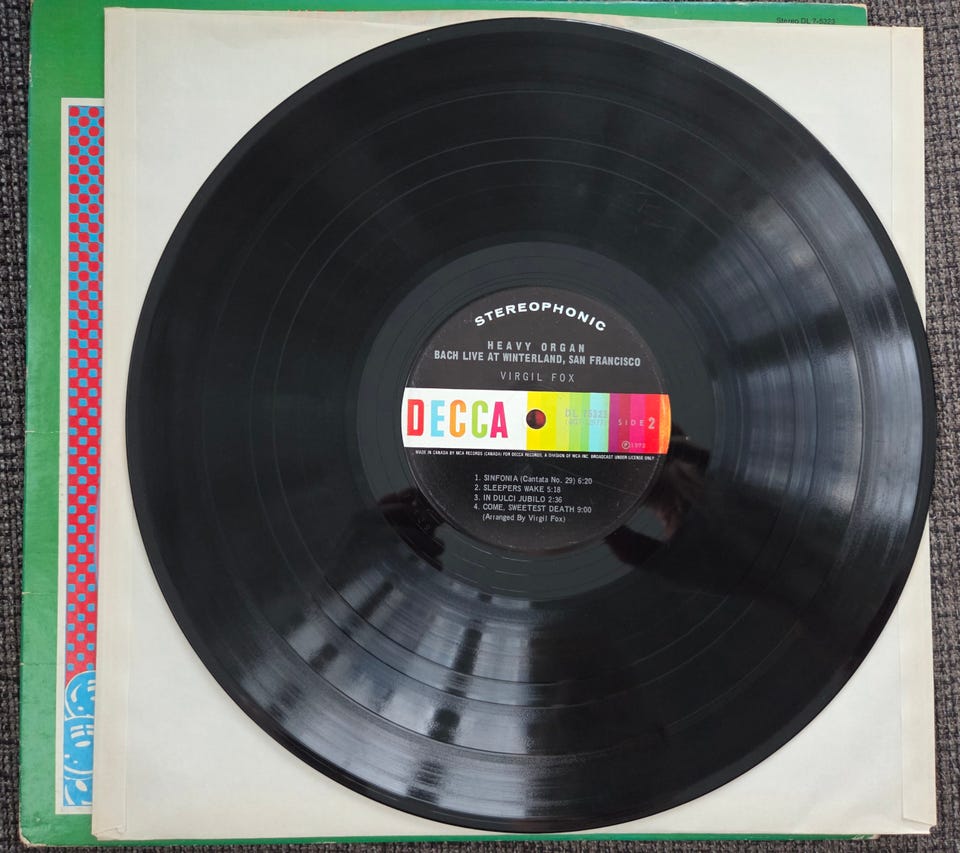 Stereo DL 7-5323
STEREOPHONIC
HEAVY ORGAN
BACH LIVE AT WINTERLAND, SAN FRANCISCO
VIRGIL FOX
DECCA
DL 75323
SIDE 2
Ⓟ1973
MADE IN CANADA BY MCA RECORDS (CANADA) FOR DECCA RECORDS, A DIVISION OF MCA INC. BROADCAST UNDER LICENSE ONLY
1. SINFONIA (Cantata No. 29) 6:20
2. SLEEPERS WAKE 5:18
3. IN DULCI JUBILO 2:36
4. COME, SWEETEST DEATH 9:00
(Arranged By Virgil Fox)